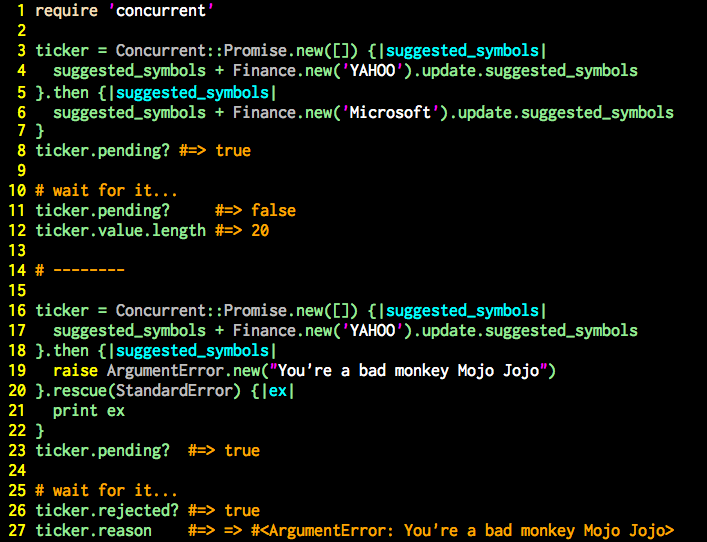 1 require 'concurrent'
2
3 ticker = Concurrent::Promise.new([]) {|suggested_symbols|
4   suggested_symbols + Finance.new('YAHOO').update.suggested_symbols
5 }.then {|suggested_symbols|
6   suggested_symbols + Finance.new('Microsoft').update.suggested_symbols
7 }
8 ticker.pending? #=> true
9
10 # wait for it...
11 ticker.pending?     #=> false
12 ticker.value.length #=> 20
13
14 # --------
15
16 ticker = Concurrent::Promise.new([]) {|suggested_symbols|
17   suggested_symbols + Finance.new('YAHOO').update.suggested_symbols
18 }.then {|suggested_symbols|
19   raise ArgumentError.new("You're a bad monkey Mojo Jojo")
20 }.rescue(StandardError) {|ex|
21   print ex
22 }
23 ticker.pending?  #=> true
24
25 # wait for it...
26 ticker.rejected? #=> true
27 ticker.reason    #=> => #<ArgumentError: You're a bad monkey Mojo Jojo>